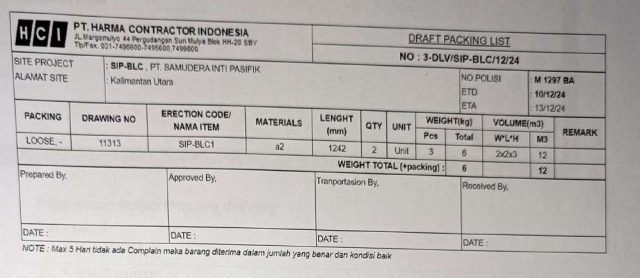 HCI
PT. HARMA CONTRACTOR INDONESIA
JL.Margomulyo 44 Pergudangan Suri Mulya Blok HH-20 SBY
Tlp/Fax. 031-7496600-7495600,7499600
DRAFT PACKING LIST
NO : 3-DLV/SIP-BLC/12/24
SITE PROJECT : SIP-BLC , PT. SAMUDERA INTI PASIFIK
ALAMAT SITE : Kalimantan Utara
NO POLISI : M 1297 BA
ETD : 10/12/24
ETA : 13/12/24
PACKING DRAWING NO ERECTION CODE/ NAMA ITEM MATERIALS LENGHT (mm) QTY UNIT WEIGHT(kg) Pcs Total VOLUME(m3) W*L*H M3 REMARK
LOOSE, - 11313 SIP-BLC1 a2 1242 2 Unit 3 6 2x2x3 12
WEIGHT TOTAL (+packing) : 6 12
Prepared By, Approved By, Tranportasion By, Received By,
DATE : DATE : DATE : DATE :
NOTE : Max 5 Hari tidak ada Complain maka barang diterima dalam jumlah yang benar dan kondisi baik